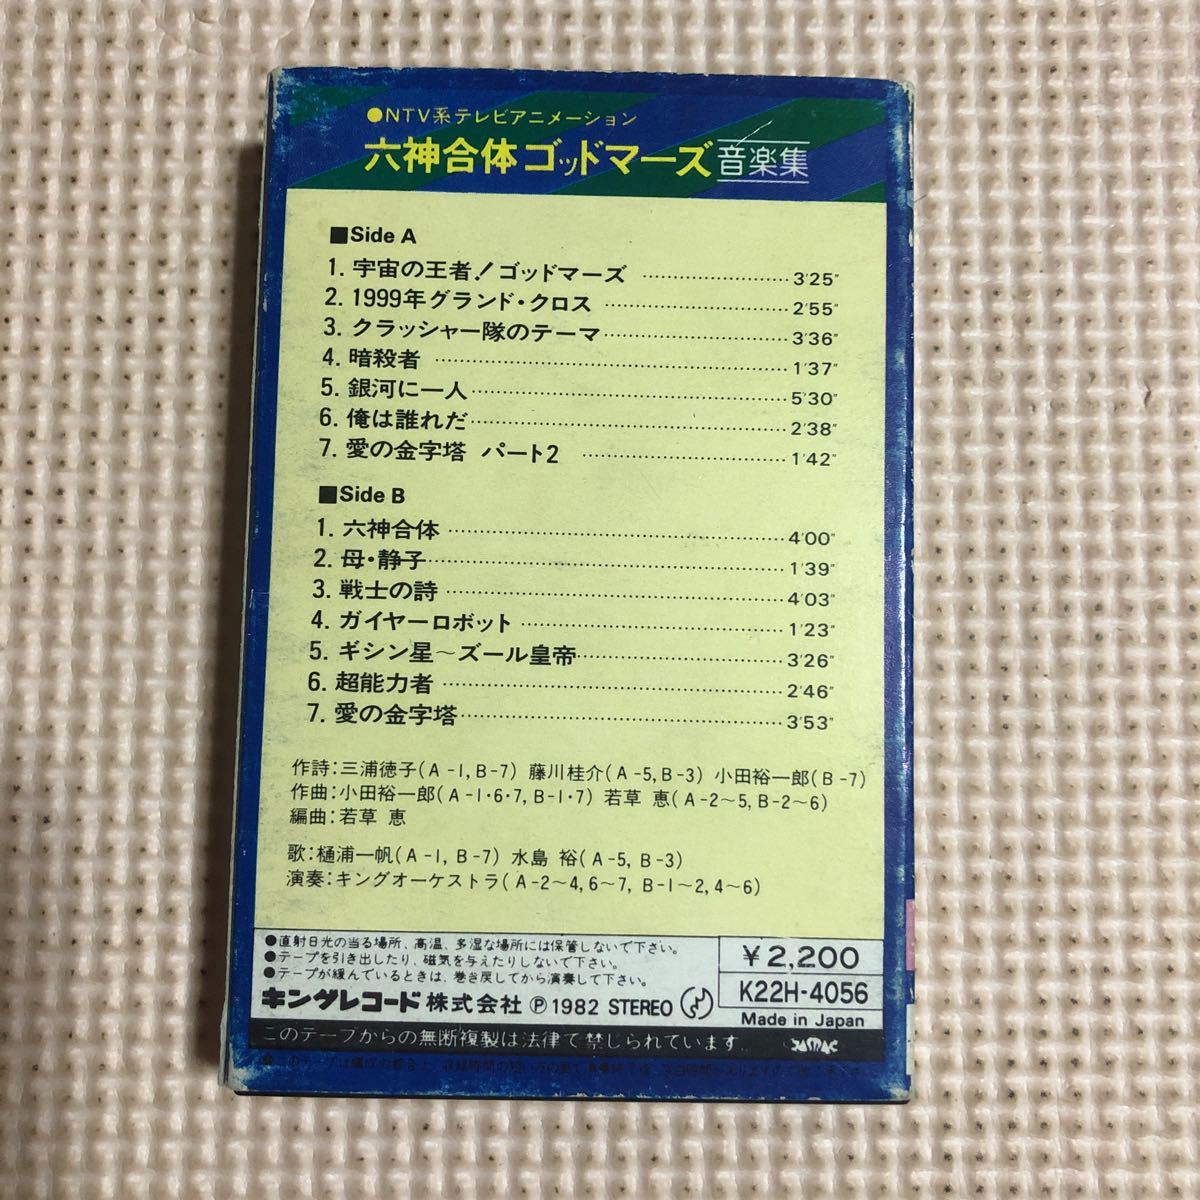 ●NTV系テレビアニメーション
六神合体ゴッドマーズ音楽集
■Side A
1. 宇宙の王者!ゴッドマーズ ……………… 3'25"
2. 1999年グランド・クロス ……………… 2'55"
3. クラッシャー隊のテーマ ……………… 3'36"
4. 暗殺者 ……………… 1'37"
5. 銀河に一人 ……………… 5'30"
6. 俺は誰れだ ……………… 2'38"
7. 愛の金字塔 パート2 ……………… 1'42"
■Side B
1. 六神合体 ……………… 4'00"
2. 母・静子 ……………… 1'39"
3. 戦士の詩 ……………… 4'03"
4. ガイヤーロボット ……………… 1'23"
5. ギシン星～ズール皇帝 ……………… 3'26"
6. 超能力者 ……………… 2'46"
7. 愛の金字塔 ……………… 3'53"
作詩:三浦徳子(A-1,B-7) 藤川桂介(A-5,B-3) 小田裕一郎(B-7)
作曲:小田裕一郎(A-1・6・7,B-1・7) 若草 恵(A-2～5,B-2～6)
編曲:若草 恵
歌:樋浦一帆(A-1,B-7) 水島 裕(A-5,B-3)
演奏:キングオーケストラ(A-2～4,6～7, B-1～2,4～6)
●直射日光の当る場所、高温、多湿な場所には保管しないで下さい。
●テープを引き出したり、磁気を与えたりしないで下さい。
●テープが緩んでいるときは、巻き戻してから演奏して下さい。
¥2,200
キングレコード株式会社 Ⓟ1982 STEREO
K22H-4056
Made in Japan
このテープからの無断複製は法律で禁じられています。 JASRAC